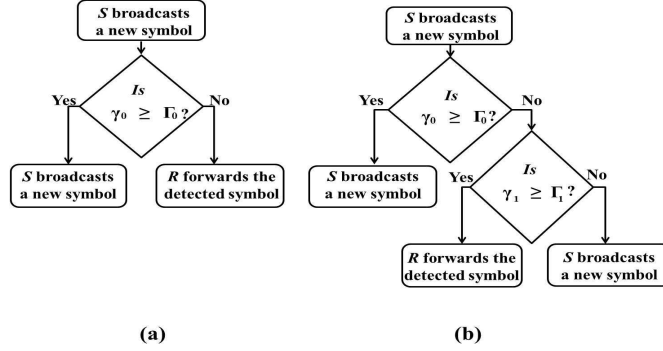 S broadcasts
a new symbol
Is
γ₀ ≥ Γ₀?
Yes
No
S broadcasts
a new symbol
R forwards the
detected symbol
(a)
S broadcasts
a new symbol
Is
γ₀ ≥ Γ₀?
Yes
No
S broadcasts
a new symbol
Is
γ₁ ≥ Γ₁?
Yes
No
R forwards the
detected symbol
S broadcasts
a new symbol
(b)